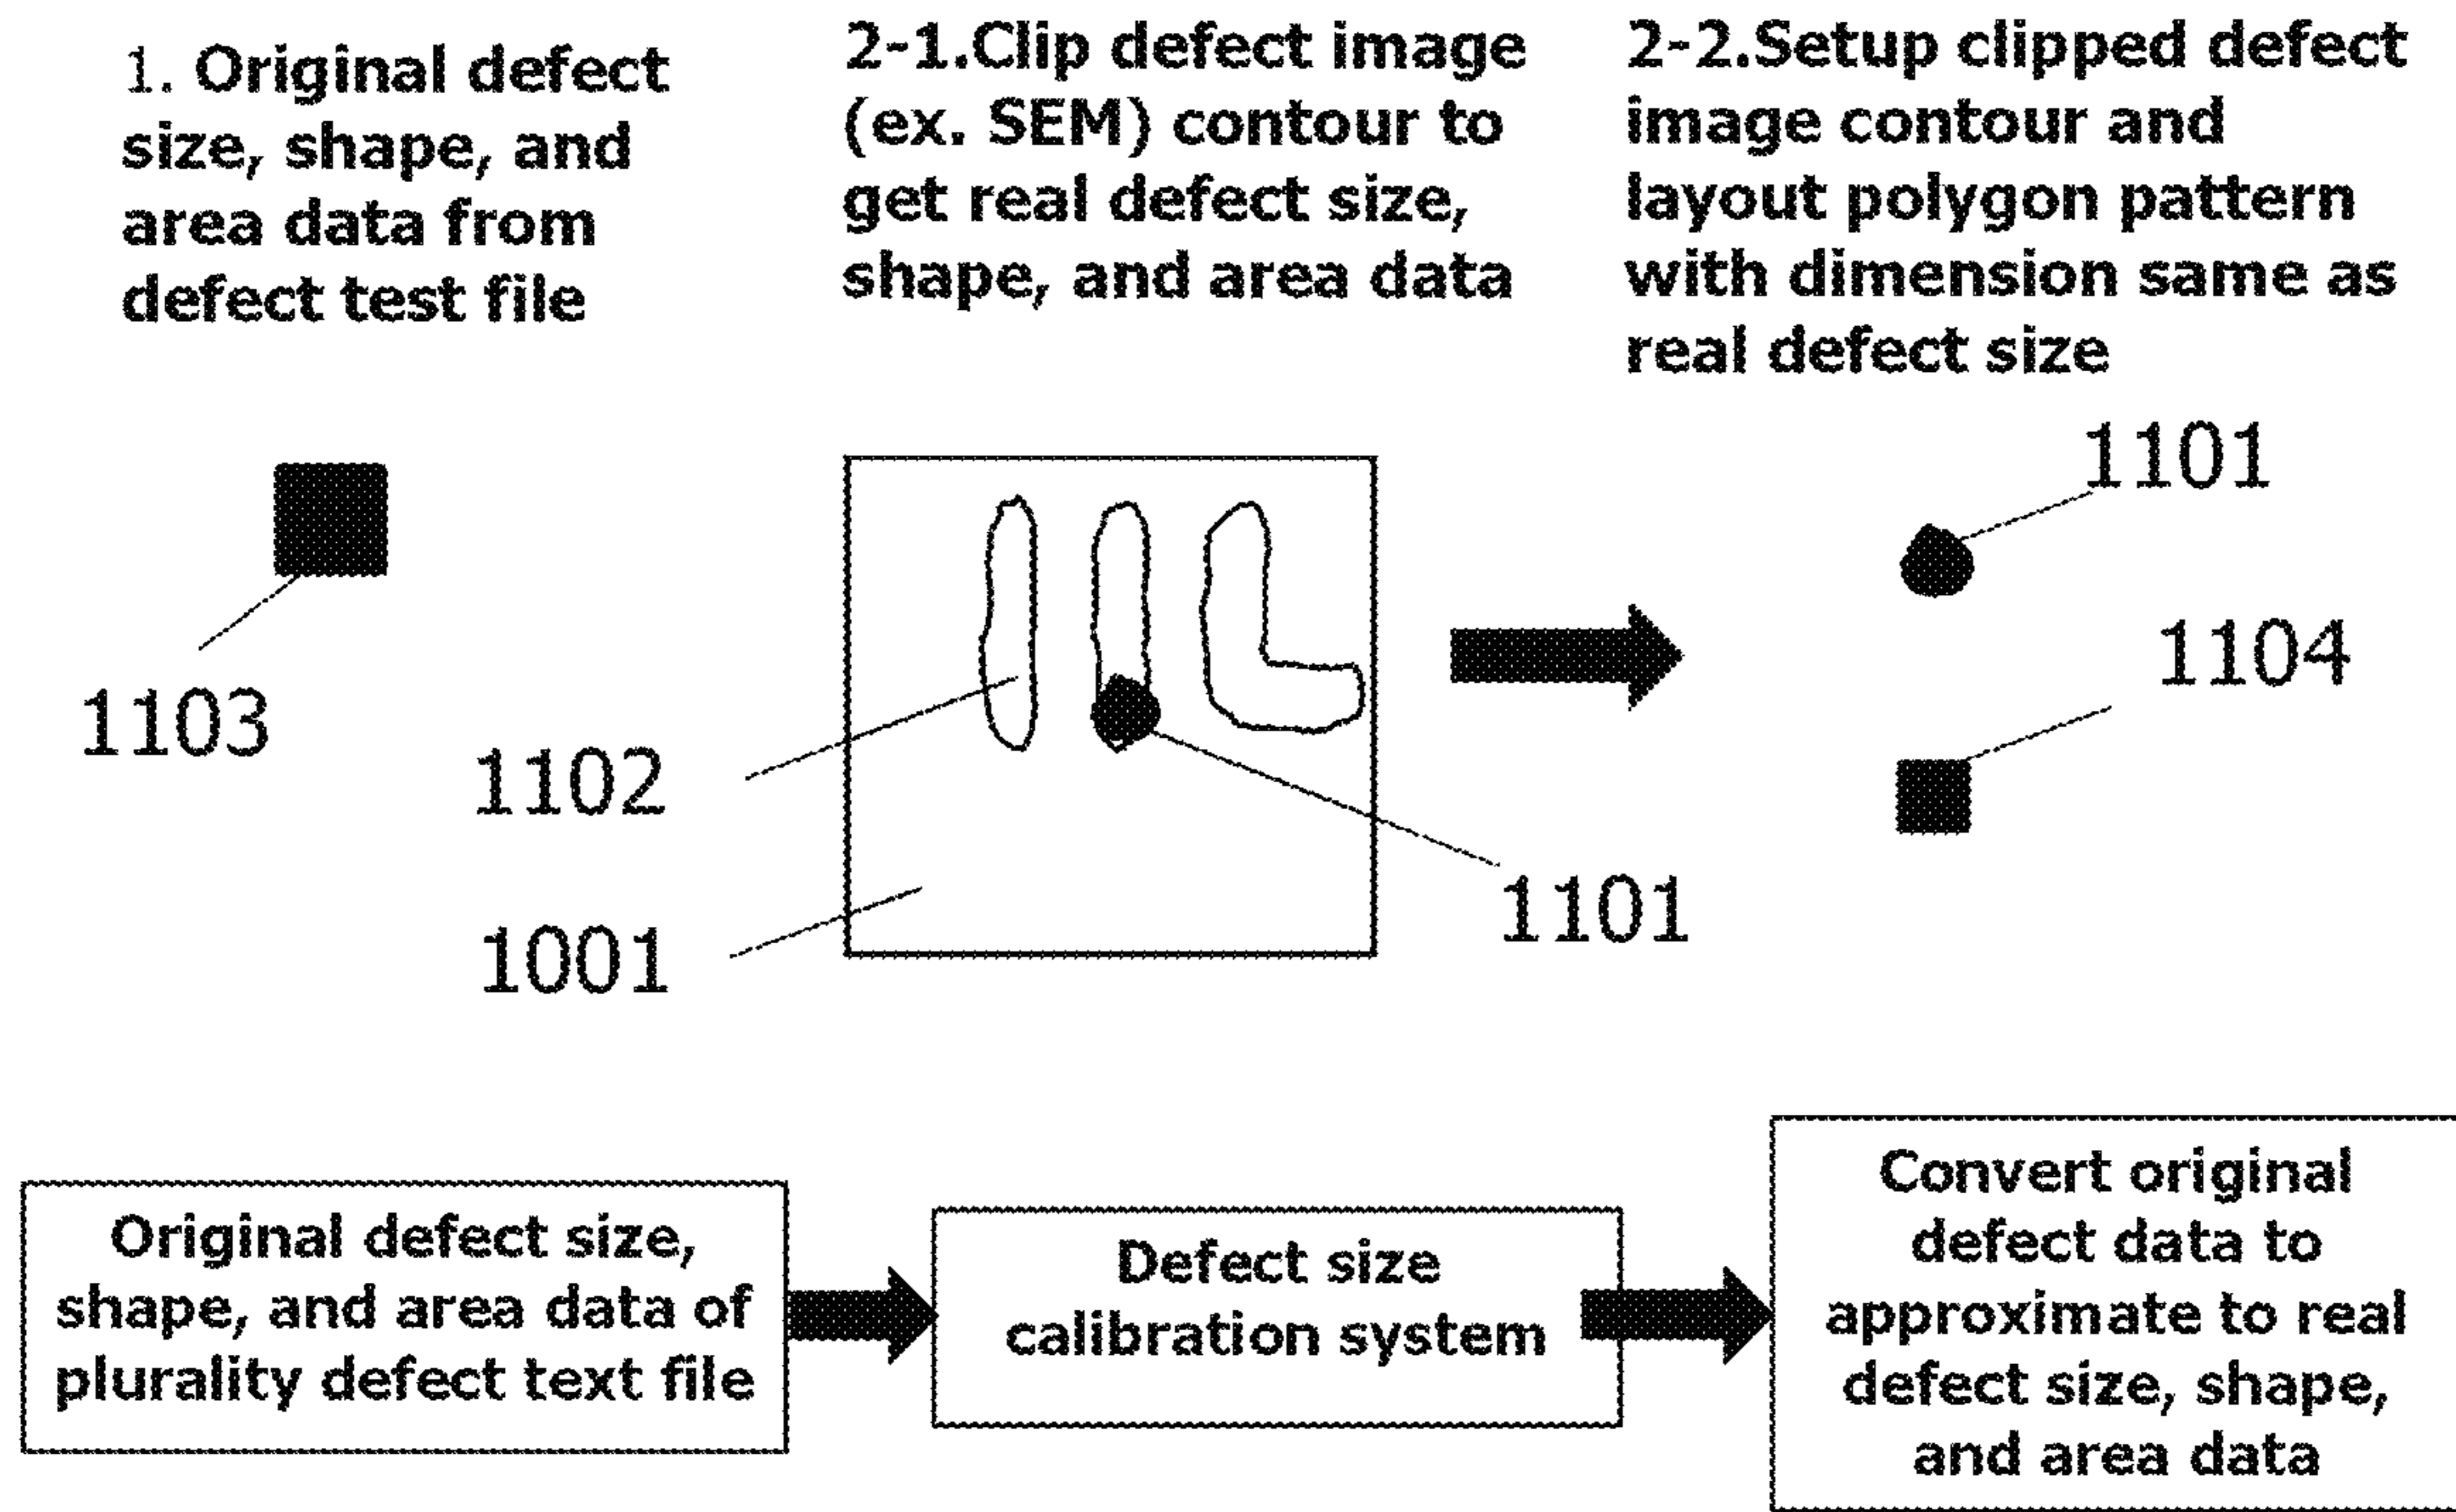 1. Original defect
size, shape, and
area data from
defect test file
2-1.Clip defect image
(ex. SEM) contour to
get real defect size,
shape, and area data
2-2.Setup clipped defect
image contour and
layout polygon pattern
with dimension same as
real defect size
1103
1102
1001
1101
1101
1104
Original defect size,
shape, and area data of
plurality defect text file
Defect size
calibration system
Convert original
defect data to
approximate to real
defect size, shape,
and area data